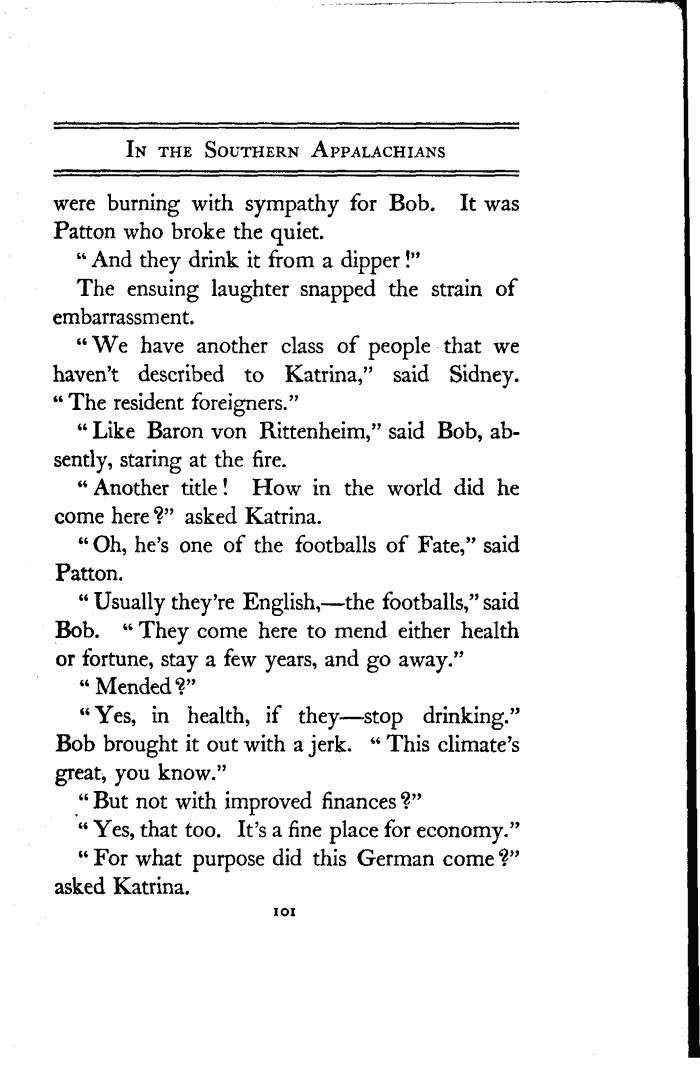 In the Southern Appalachians
were burning with sympathy for Bob. It was
Patton who broke the quiet.
“And they drink it from a dipper!”
The ensuing laughter snapped the strain of
embarrassment.
“We have another class of people that we
haven't described to Katrina,” said Sidney.
“The resident foreigners.”
“Like Baron von Rittenheim,” said Bob, ab-
sently, staring at the fire.
“Another title! How in the world did he
come here?” asked Katrina.
“Oh, he's one of the footballs of Fate,” said
Patton.
“Usually they're English,—the footballs,” said
Bob. “They come here to mend either health
or fortune, stay a few years, and go away.”
“Mended?”
“Yes, in health, if they—stop drinking.”
Bob brought it out with a jerk. “This climate's
great, you know.”
“But not with improved finances?”
“Yes, that too. It's a fine place for economy.”
“For what purpose did this German come?”
asked Katrina.
101